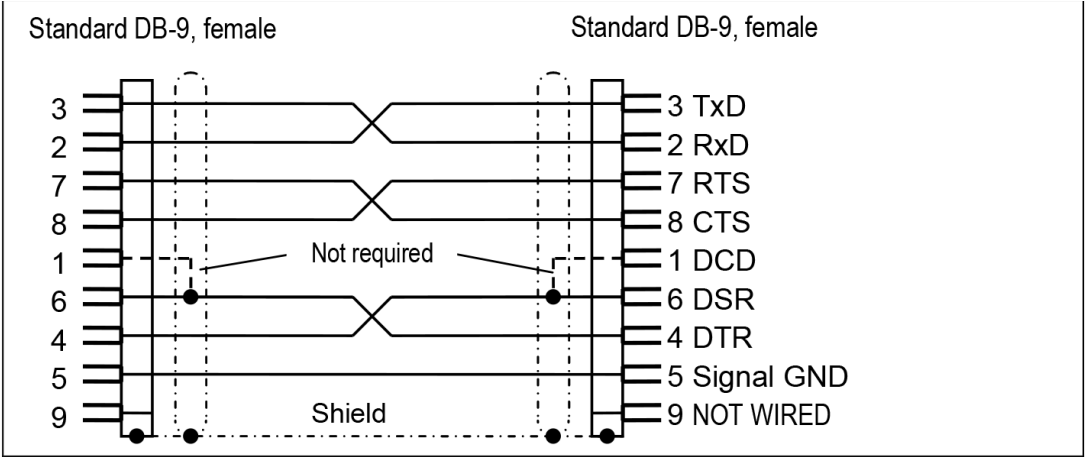 Standard DB-9, female Standard DB-9, female
3 3 TxD
2 2 RxD
7 7 RTS
8 8 CTS
1 Not required 1 DCD
6 6 DSR
4 4 DTR
5 5 Signal GND
9 Shield 9 NOT WIRED